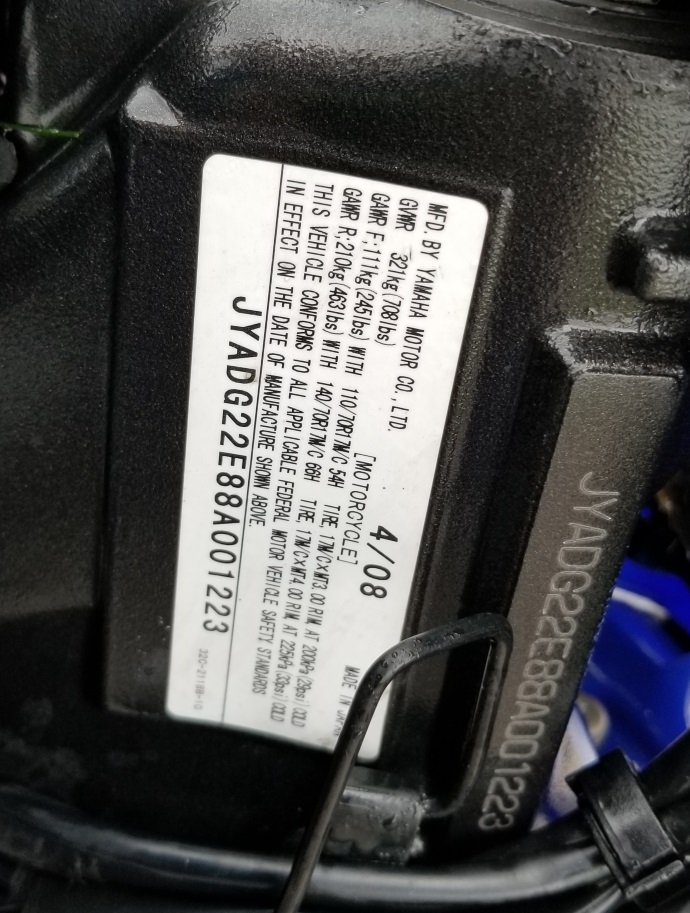 MFD. BY YAMAHA MOTOR CO., LTD. 4/08
GVWR 321kg(708lbs) [MOTORCYCLE] MADE IN JAPAN
GAWR F:111kg(245lbs) WITH 110/70R17M/C 54H TIRE, 17M/CxMT3.00 RIM, AT 200kPa(29psi)COLD
GAWR R:210kg(463lbs) WITH 140/70R17M/C 66H TIRE, 17M/CxMT4.00 RIM, AT 225kPa(33psi)COLD
THIS VEHICLE CONFORMS TO ALL APPLICABLE FEDERAL MOTOR VEHICLE SAFETY STANDARDS
IN EFFECT ON THE DATE OF MANUFACTURE SHOWN ABOVE.
JYADG22E88A001223
32C-2118B-10
JYADG22E88A001223